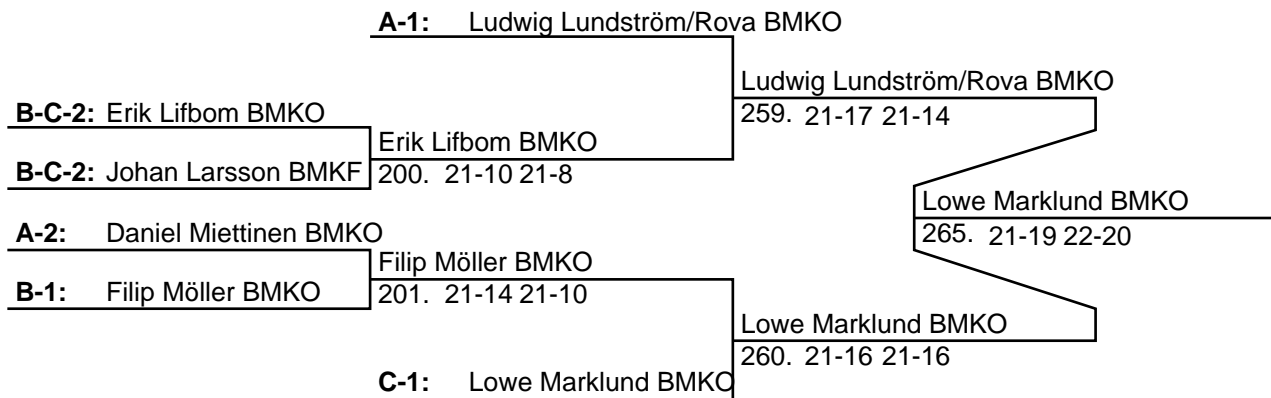 A-1: Ludwig Lundström/Rova BMKO
Ludwig Lundström/Rova BMKO
B-C-2: Erik Lifbom BMKO
259. 21-17 21-14
Erik Lifbom BMKO
B-C-2: Johan Larsson BMKF
200. 21-10 21-8
Lowe Marklund BMKO
A-2: Daniel Miettinen BMKO
265. 21-19 22-20
Filip Möller BMKO
B-1: Filip Möller BMKO
201. 21-14 21-10
Lowe Marklund BMKO
260. 21-16 21-16
C-1: Lowe Marklund BMKO